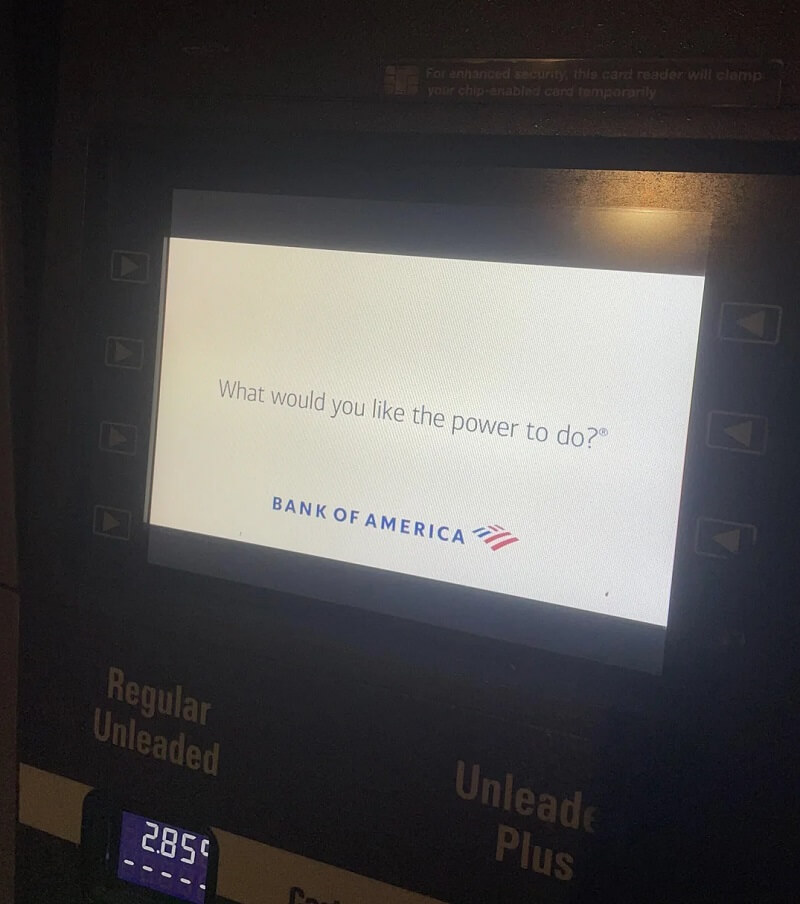 For enhanced security, this card reader will clamp
your chip-enabled card temporarily
What would you like the power to do?®
BANK OF AMERICA
Regular
Unleaded
Unleade
Plus
2.85